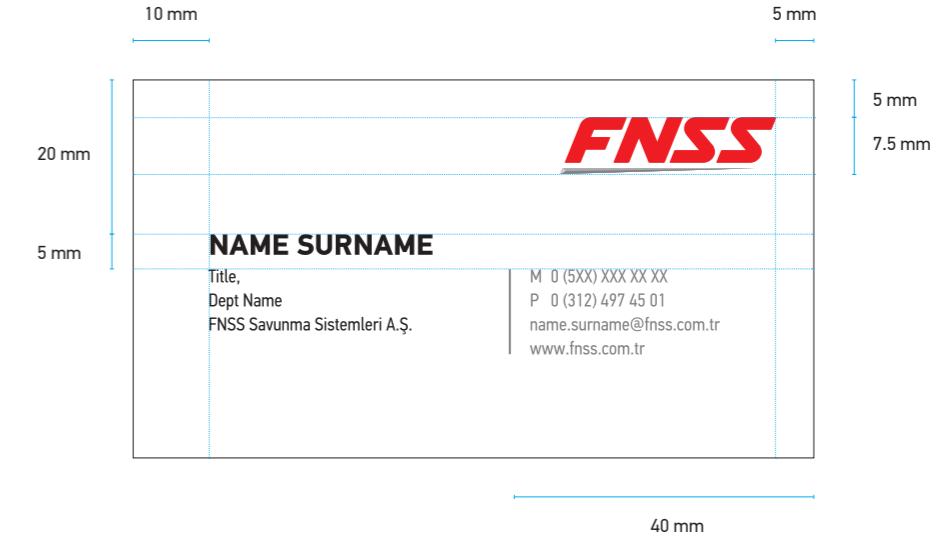 10 mm
5 mm
5 mm
7.5 mm
20 mm
5 mm
FNSS
NAME SURNAME
Title,
Dept Name
FNSS Savunma Sistemleri A.Ş.
M 0 (5XX) XXX XX XX
P 0 (312) 497 45 01
name.surname@fnss.com.tr
www.fnss.com.tr
40 mm